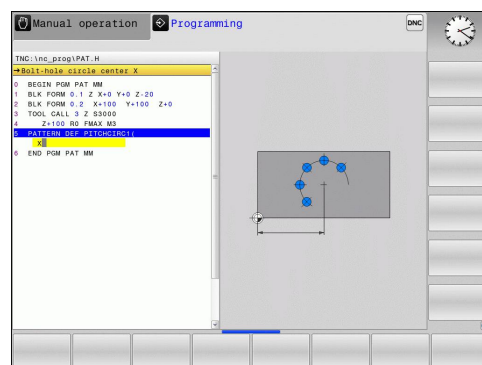 Manual operation
Programming
DNC
TNC:\nc_prog\PAT.H
→Bolt-hole circle center X
0 BEGIN PGM PAT MM
1 BLK FORM 0.1 Z X+0 Y+0 Z-20
2 BLK FORM 0.2 X+100 Y+100 Z+0
3 TOOL CALL 3 Z S3000
4 Z+100 R0 FMAX M3
5 PATTERN DEF PITCHCIRC1(
X
6 END PGM PAT MM